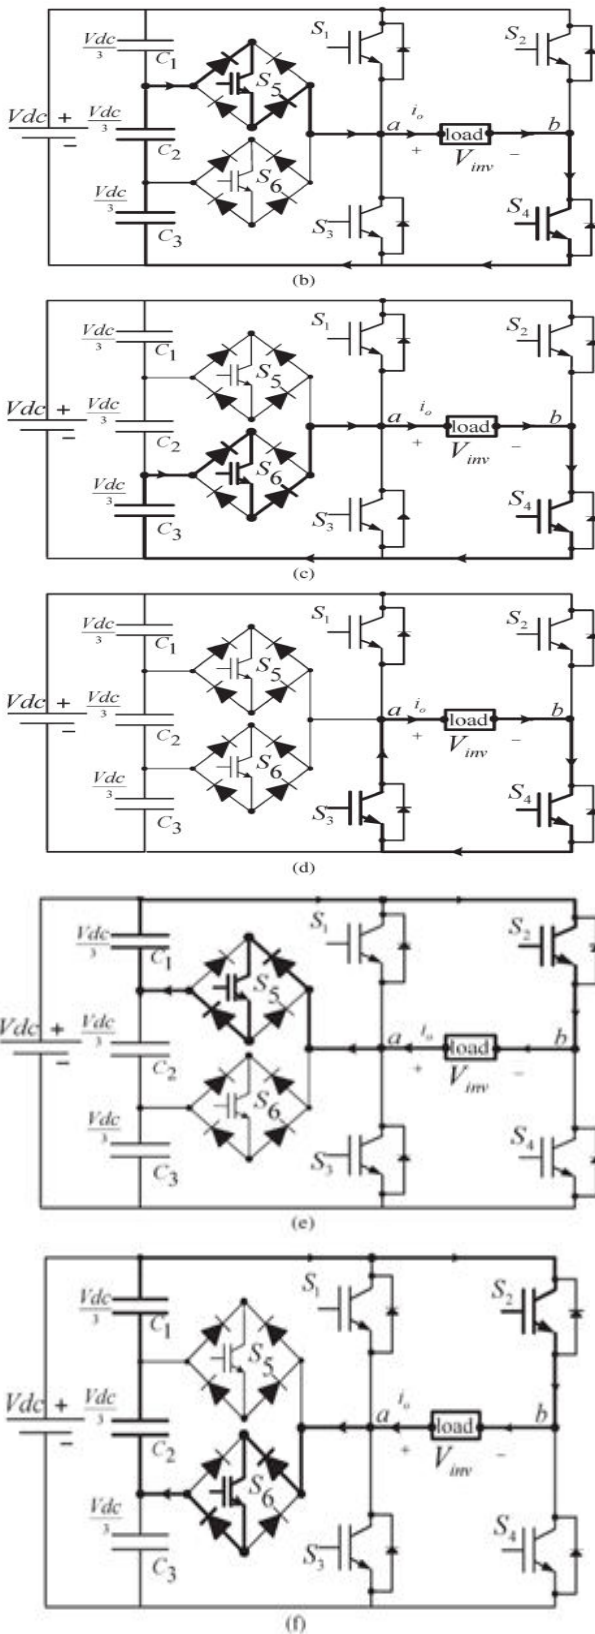 Vdc/3 C1 S1 S2
S5
Vdc + Vdc/3 a io load b
− C2 + Vinv −
Vdc/3 S6
C3 S3 S4
(b)
Vdc/3 C1 S1 S2
S5
Vdc + Vdc/3 a io load b
− C2 + Vinv −
Vdc/3 S6
C3 S3 S4
(c)
Vdc/3 C1 S1 S2
S5
Vdc + Vdc/3 a io load b
− C2 + Vinv −
Vdc/3 S6
C3 S3 S4
(d)
Vdc/3 C1 S1 S2
S5
Vdc + Vdc/3 a io load b
− C2 + Vinv −
Vdc/3 S6
C3 S3 S4
(e)
Vdc/3 C1 S1 S2
S5
Vdc + Vdc/3 a io load b
− C2 + Vinv −
Vdc/3 S6
C3 S3 S4
(f)